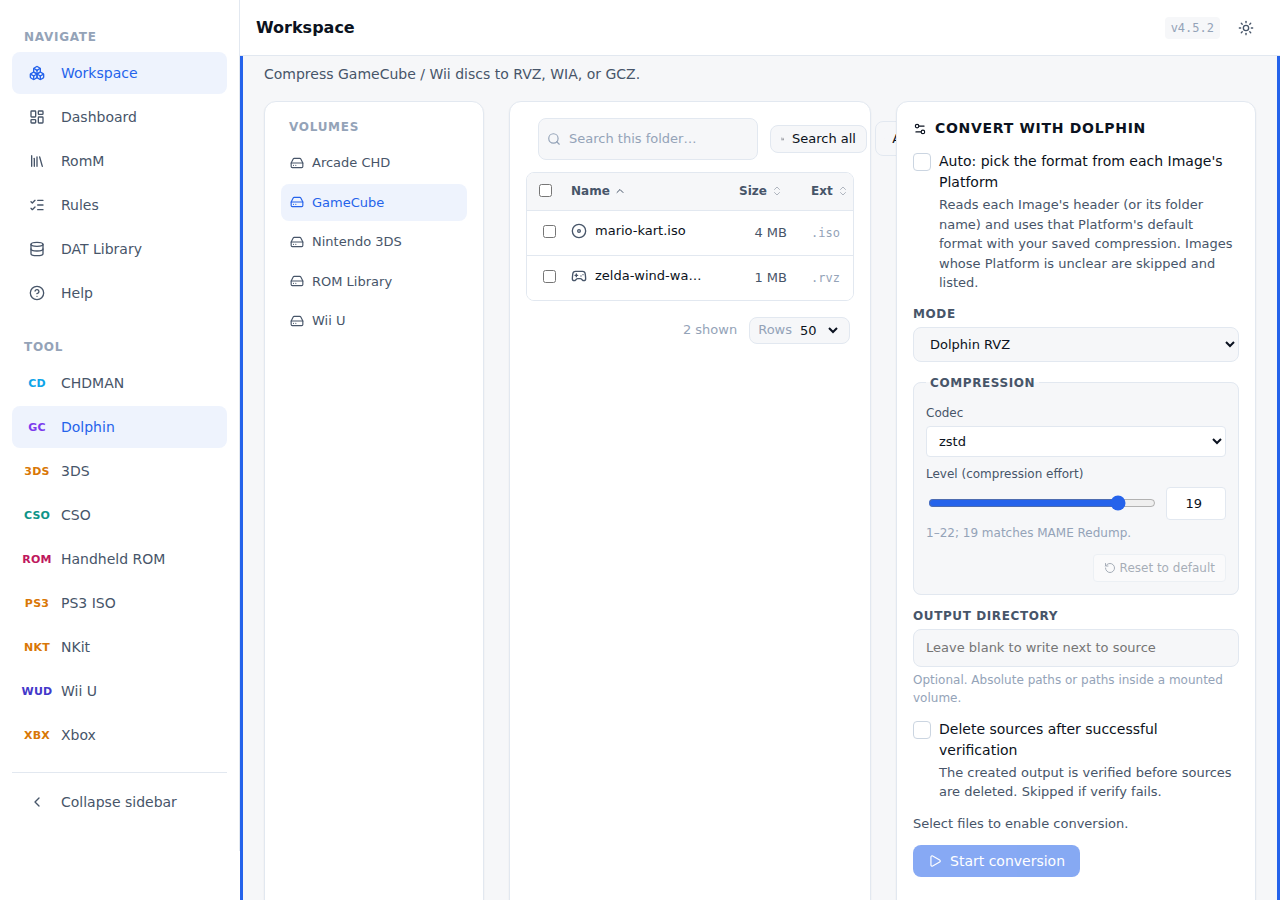 NAVIGATE
Workspace
Dashboard
RomM
Rules
DAT Library
Help
TOOL
CD CHDMAN
GC Dolphin
3DS 3DS
CSO CSO
ROM Handheld ROM
PS3 PS3 ISO
NKT NKit
WUD Wii U
XBX Xbox
Collapse sidebar
Workspace
v4.5.2
Compress GameCube / Wii discs to RVZ, WIA, or GCZ.
VOLUMES
Arcade CHD
GameCube
Nintendo 3DS
ROM Library
Wii U
Search this folder…
Search all
Name Size Ext
mario-kart.iso 4 MB .iso
zelda-wind-wa… 1 MB .rvz
2 shown Rows 50
CONVERT WITH DOLPHIN
Auto: pick the format from each Image's
Platform
Reads each Image's header (or its folder
name) and uses that Platform's default
format with your saved compression. Images
whose Platform is unclear are skipped and
listed.
MODE
Dolphin RVZ
COMPRESSION
Codec
zstd
Level (compression effort)
19
1–22; 19 matches MAME Redump.
Reset to default
OUTPUT DIRECTORY
Leave blank to write next to source
Optional. Absolute paths or paths inside a mounted
volume.
Delete sources after successful
verification
The created output is verified before sources
are deleted. Skipped if verify fails.
Select files to enable conversion.
Start conversion